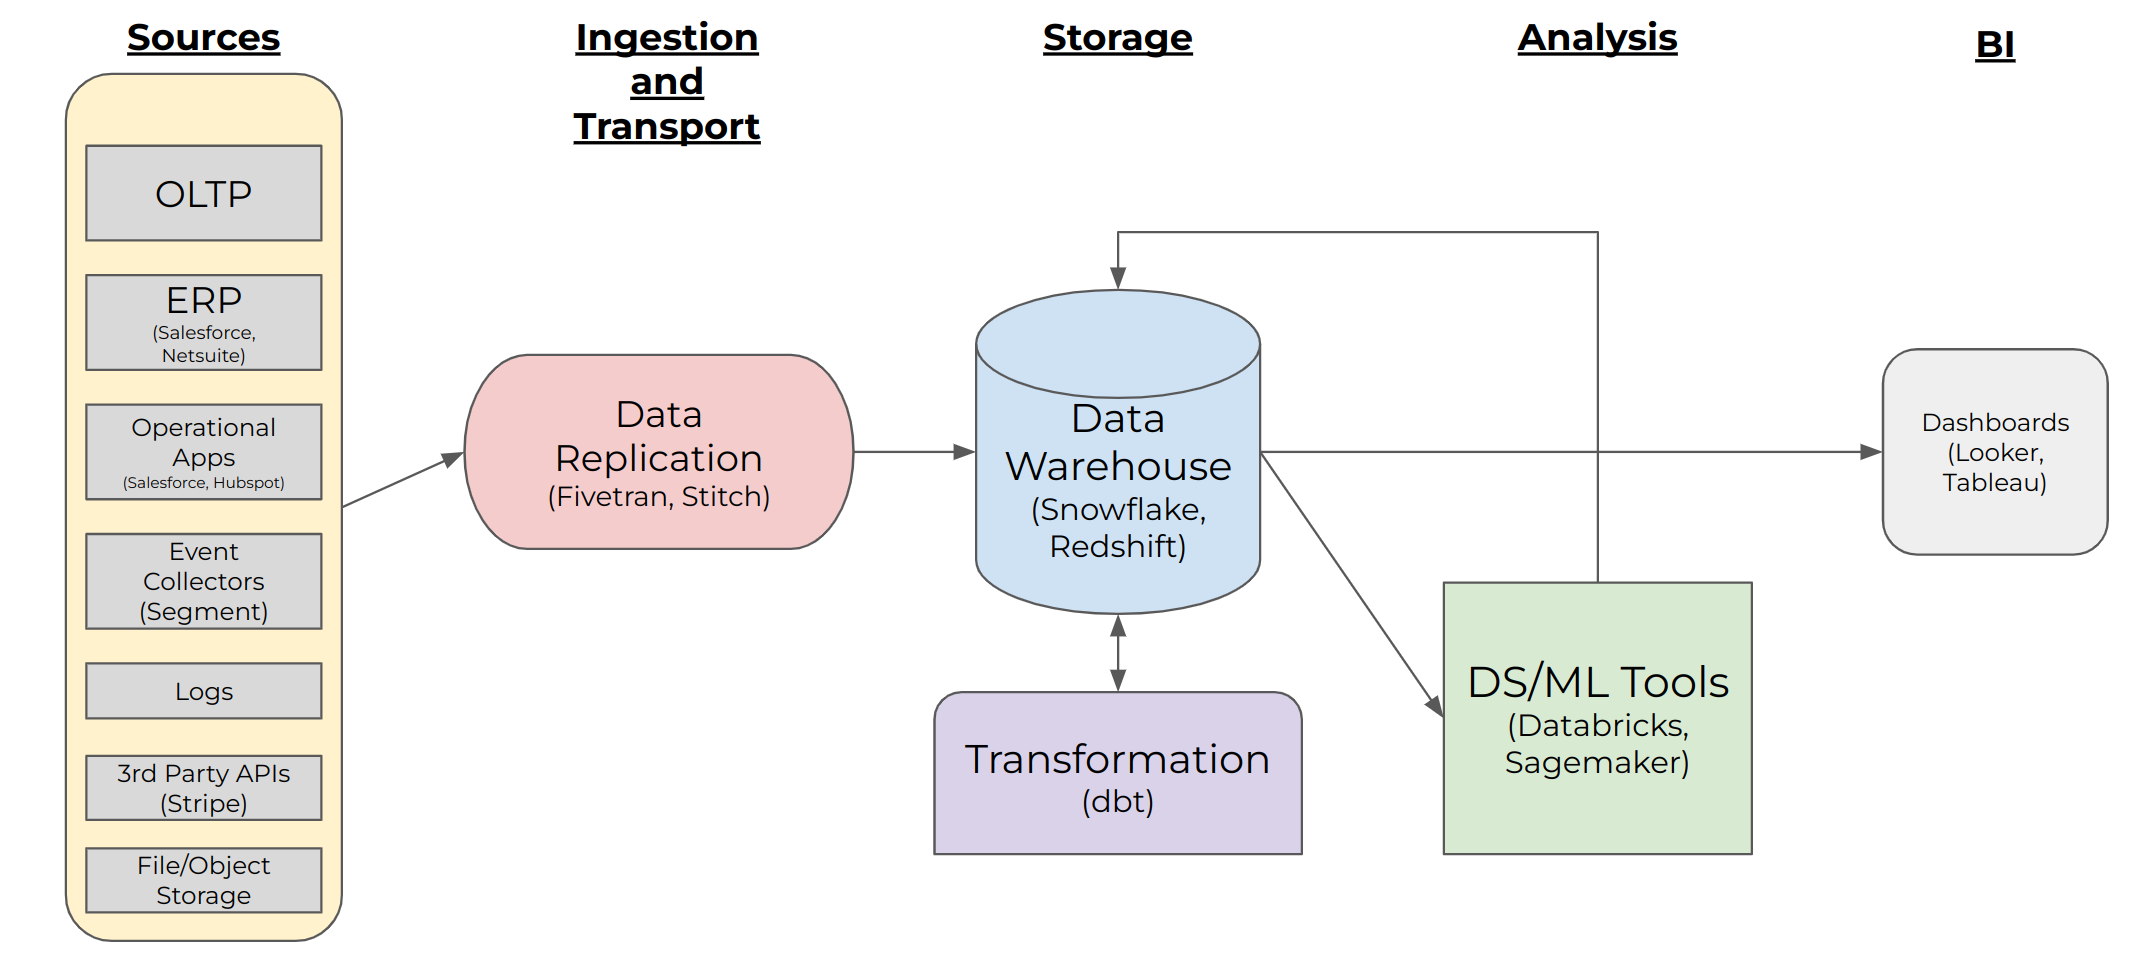 Sources
Ingestion
and
Transport
Storage
Analysis
BI
OLTP
ERP
(Salesforce,
Netsuite)
Operational
Apps
(Salesforce, Hubspot)
Event
Collectors
(Segment)
Logs
3rd Party APIs
(Stripe)
File/Object
Storage
Data
Replication
(Fivetran, Stitch)
Data
Warehouse
(Snowflake,
Redshift)
Transformation
(dbt)
DS/ML Tools
(Databricks,
Sagemaker)
Dashboards
(Looker,
Tableau)